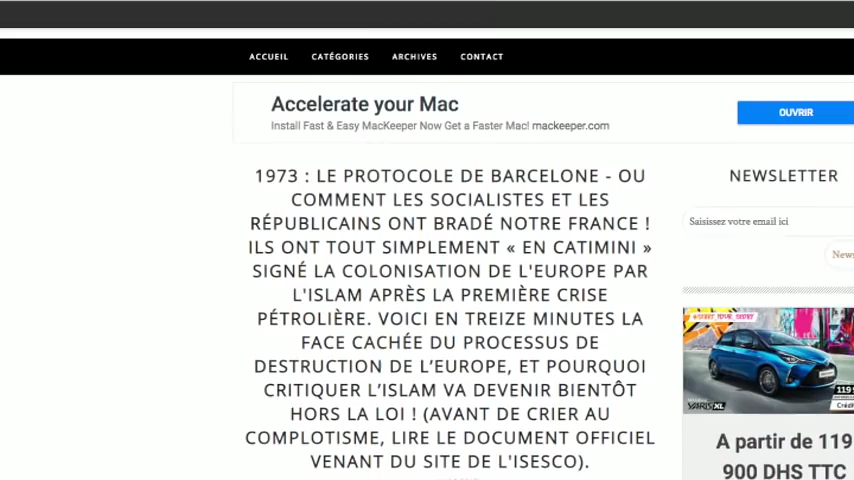 ACCUEIL CATÉGORIES ARCHIVES CONTACT
Accelerate your Mac
Install Fast & Easy MacKeeper Now Get a Faster Mac! mackeeper.com
OUVRIR
1973 : LE PROTOCOLE DE BARCELONE - OU
COMMENT LES SOCIALISTES ET LES
RÉPUBLICAINS ONT BRADÉ NOTRE FRANCE !
ILS ONT TOUT SIMPLEMENT « EN CATIMINI »
SIGNÉ LA COLONISATION DE L'EUROPE PAR
L'ISLAM APRÈS LA PREMIÈRE CRISE
PÉTROLIÈRE. VOICI EN TREIZE MINUTES LA
FACE CACHÉE DU PROCESSUS DE
DESTRUCTION DE L’EUROPE, ET POURQUOI
CRITIQUER L’ISLAM VA DEVENIR BIENTÔT
HORS LA LOI ! (AVANT DE CRIER AU
COMPLOTISME, LIRE LE DOCUMENT OFFICIEL
VENANT DU SITE DE L'ISESCO).
NEWSLETTER
Saisissez votre email ici
News
YARIS XL
119
Crédi
A partir de 119
900 DHS TTC